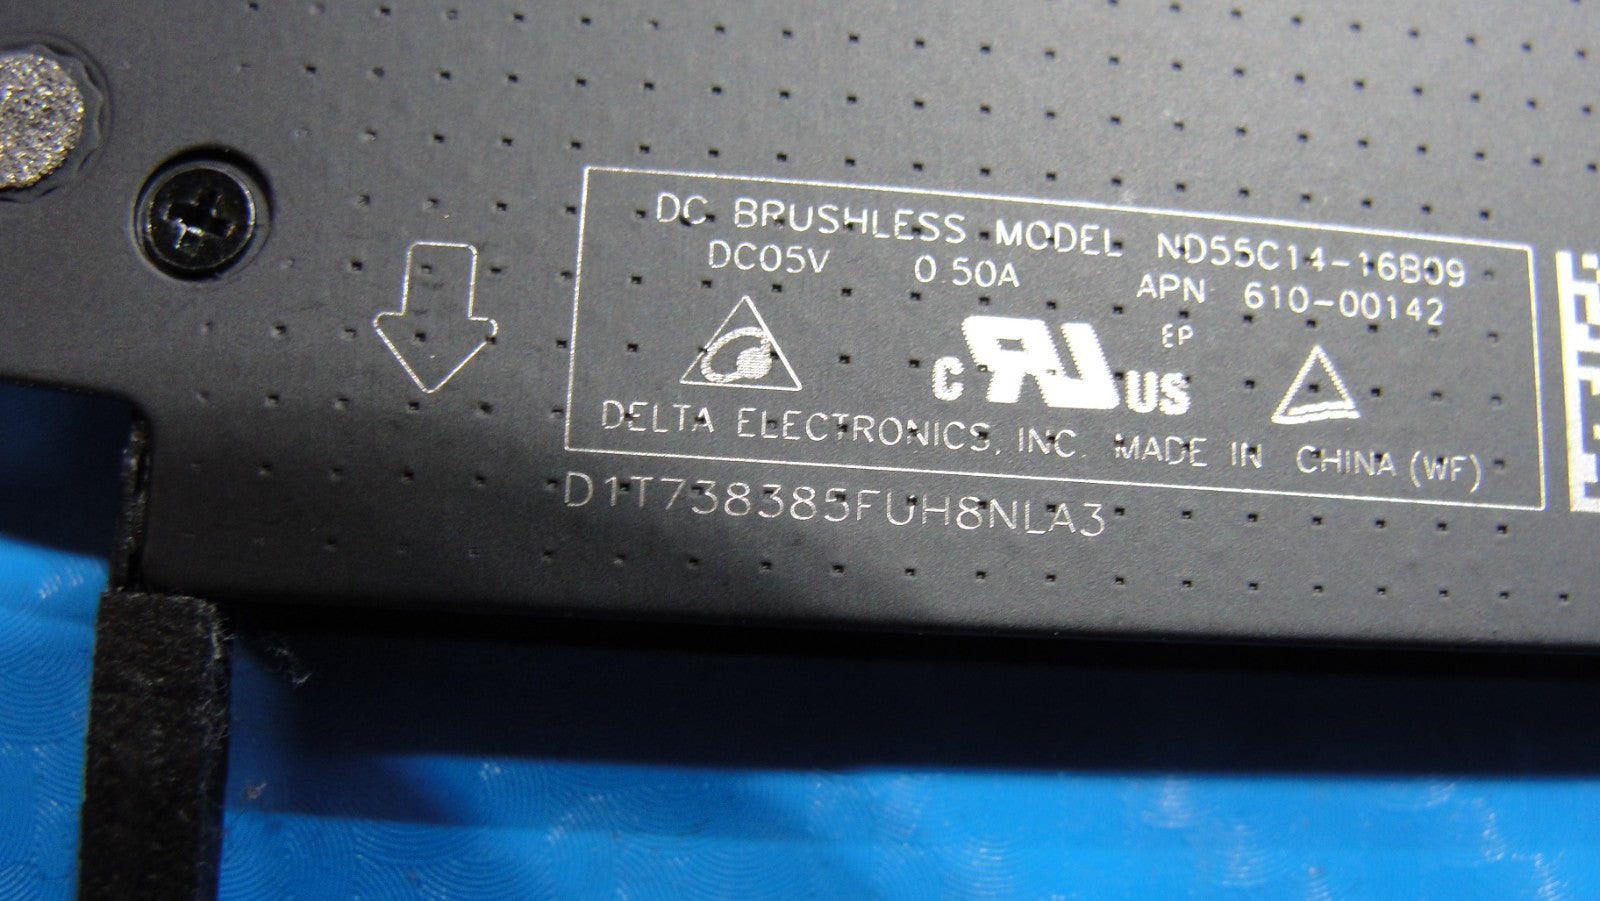 DC BRUSHLESS MODEL ND55C14-16B09
DC05V 0.50A APN 610-00142
C RU US EP
DELTA ELECTRONICS, INC. MADE IN CHINA (WF)
D1T738385FUH8NLA3